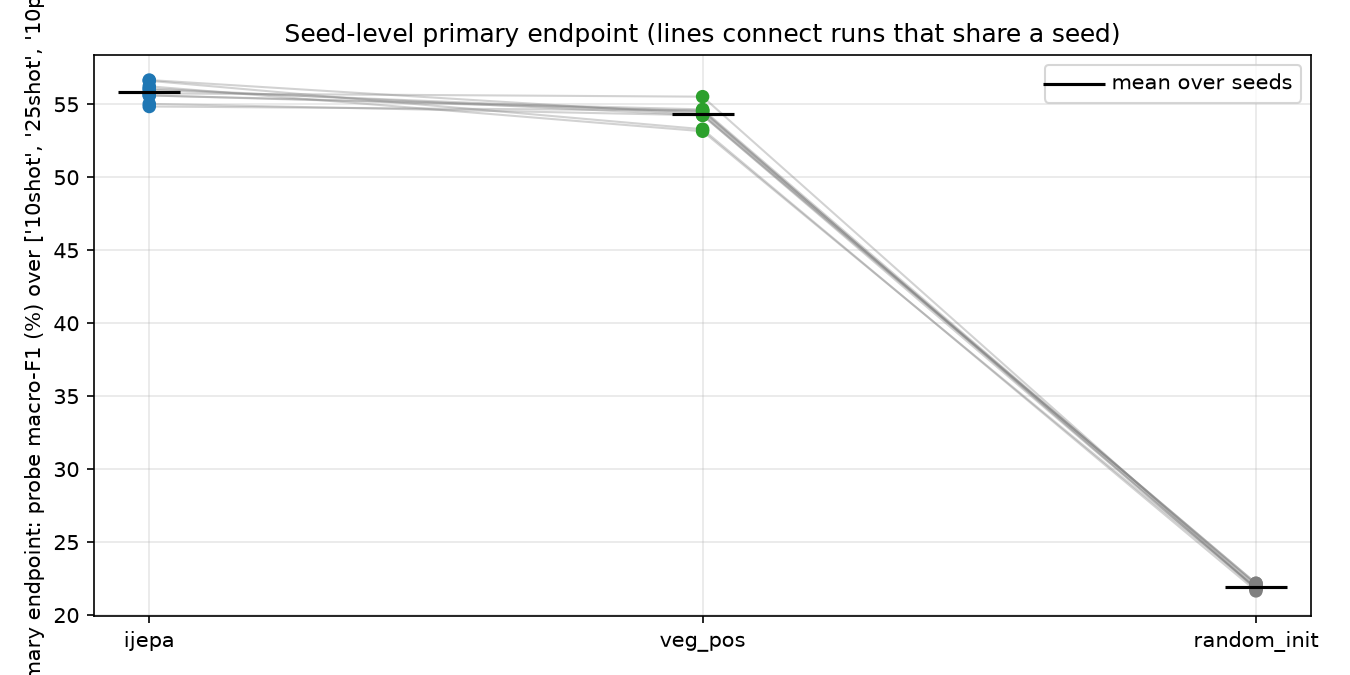 Seed-level primary endpoint (lines connect runs that share a seed)
mary endpoint: probe macro-F1 (%) over ['10shot', '25shot', '10p
mean over seeds
55
50
45
40
35
30
25
20
ijepa
veg_pos
random_init